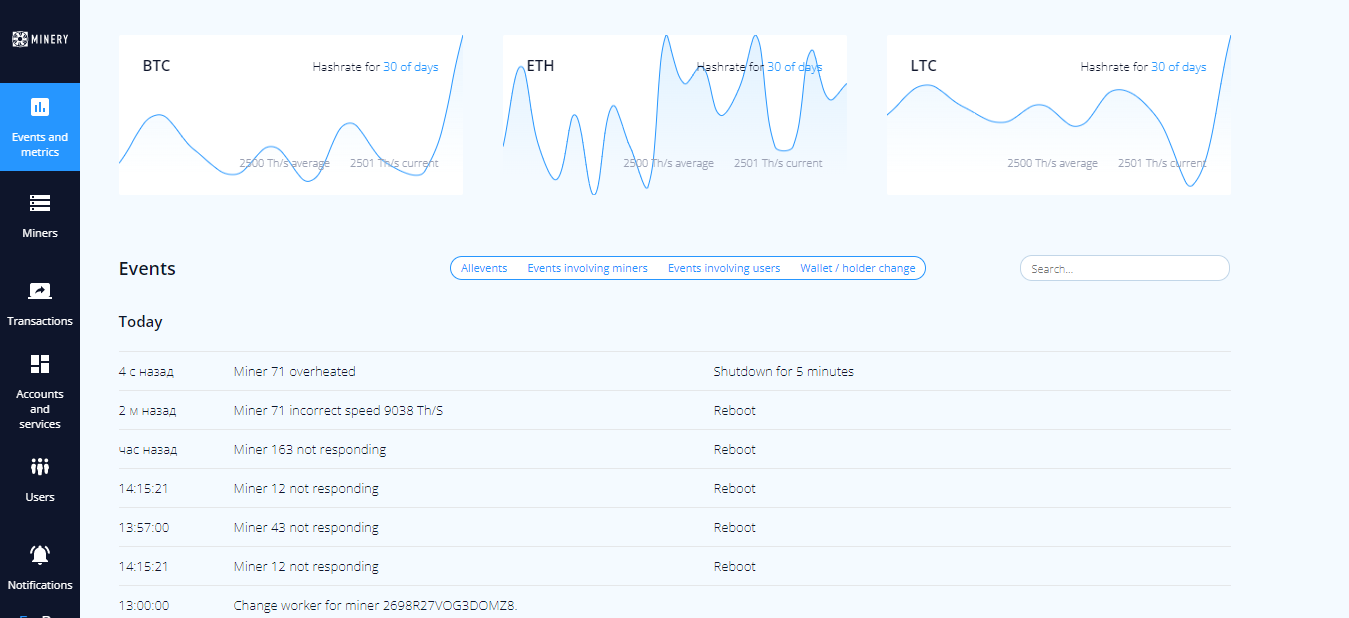 MINERY
Events and
metrics
Miners
Transactions
Accounts
and
services
Users
Notifications
BTC
Hashrate for 30 of days
2500 Th/s average 2501 Th/s current
ETH
Hashrate for 30 of days
2500 Th/s average 2501 Th/s current
LTC
Hashrate for 30 of days
2500 Th/s average 2501 Th/s current
Events
Allevents Events involving miners Events involving users Wallet / holder change
Search...
Today
4 с назад Miner 71 overheated Shutdown for 5 minutes
2 м назад Miner 71 incorrect speed 9038 Th/S Reboot
час назад Miner 163 not responding Reboot
14:15:21 Miner 12 not responding Reboot
13:57:00 Miner 43 not responding Reboot
14:15:21 Miner 12 not responding Reboot
13:00:00 Change worker for miner 2698R27VOG3DOMZ8.